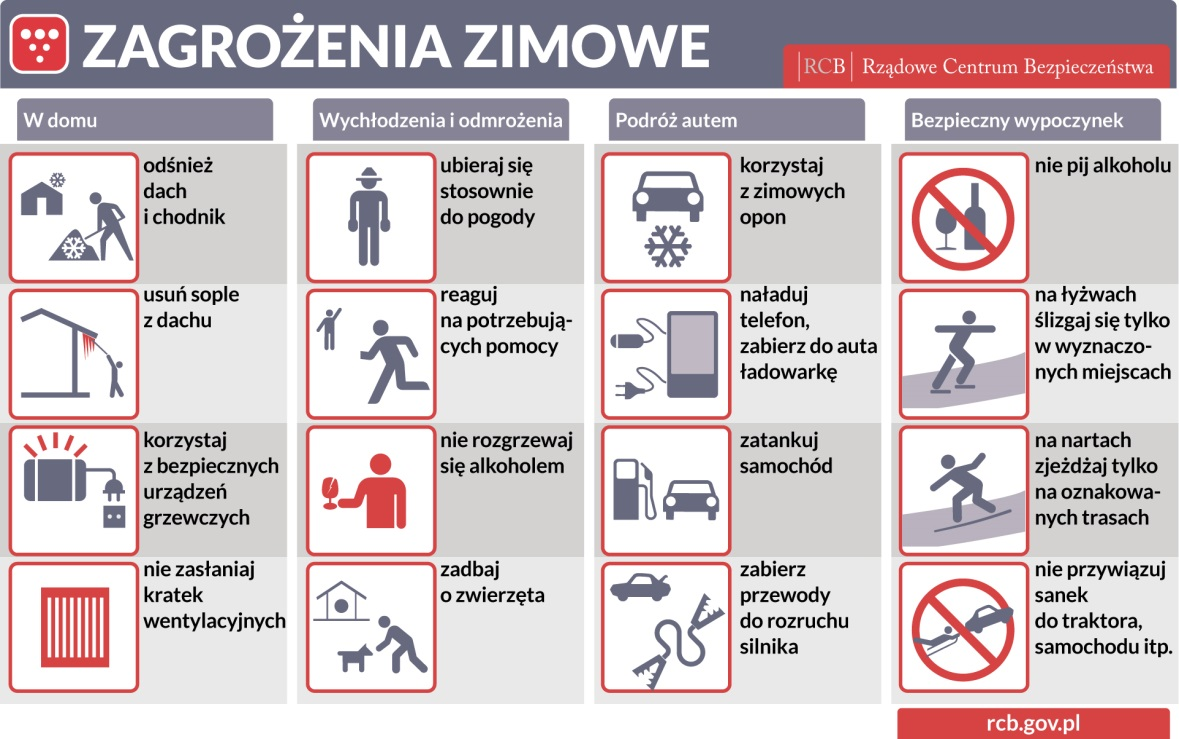 ZAGROŻENIA ZIMOWE
|RCB| Rządowe Centrum Bezpieczeństwa
W domu
odśnież
dach
i chodnik
usuń sople
z dachu
korzystaj
z bezpiecznych
urządzeń
grzewczych
nie zasłaniaj
kratek
wentylacyjnych
Wychłodzenia i odmrożenia
ubieraj się
stosownie
do pogody
reaguj
na potrzebują-
cych pomocy
nie rozgrzewaj
się alkoholem
zadbaj
o zwierzęta
Podróż autem
korzystaj
z zimowych
opon
naładuj
telefon,
zabierz do auta
ładowarkę
zatankuj
samochód
zabierz
przewody
do rozruchu
silnika
Bezpieczny wypoczynek
nie pij alkoholu
na łyżwach
ślizgaj się tylko
w wyznaczo-
nych miejscach
na nartach
zjeżdżaj tylko
na oznakowa-
nych trasach
nie przywiązuj
sanek
do traktora,
samochodu itp.
rcb.gov.pl